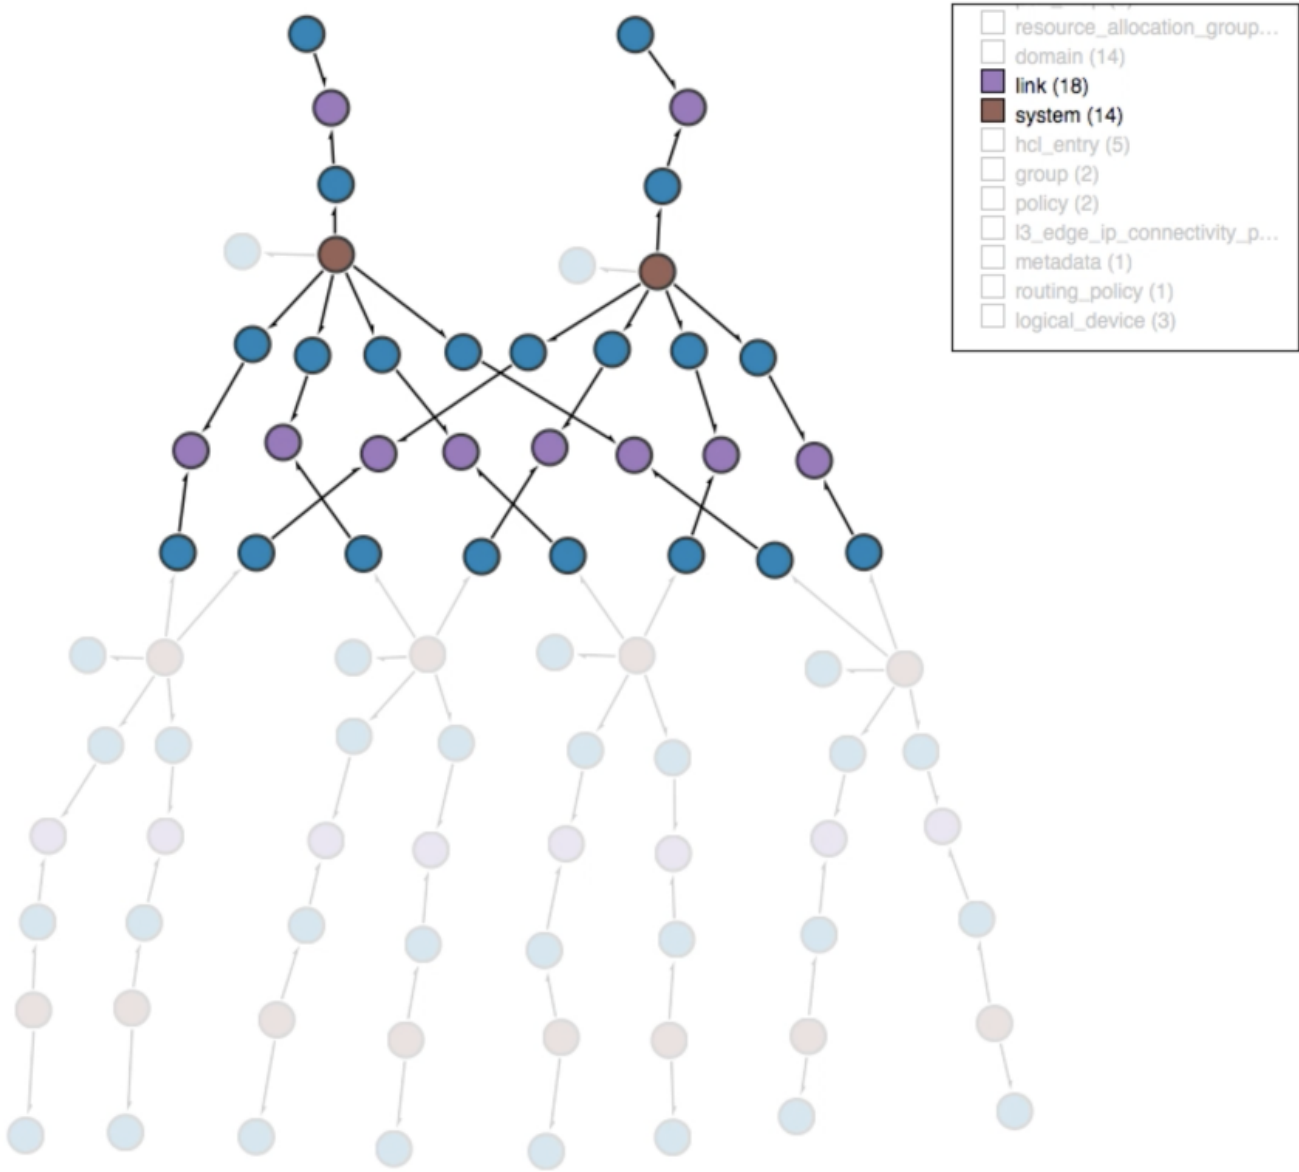 resource_allocation_group...
domain (14)
link (18)
system (14)
hcl_entry (5)
group (2)
policy (2)
l3_edge_ip_connectivity_p...
metadata (1)
routing_policy (1)
logical_device (3)